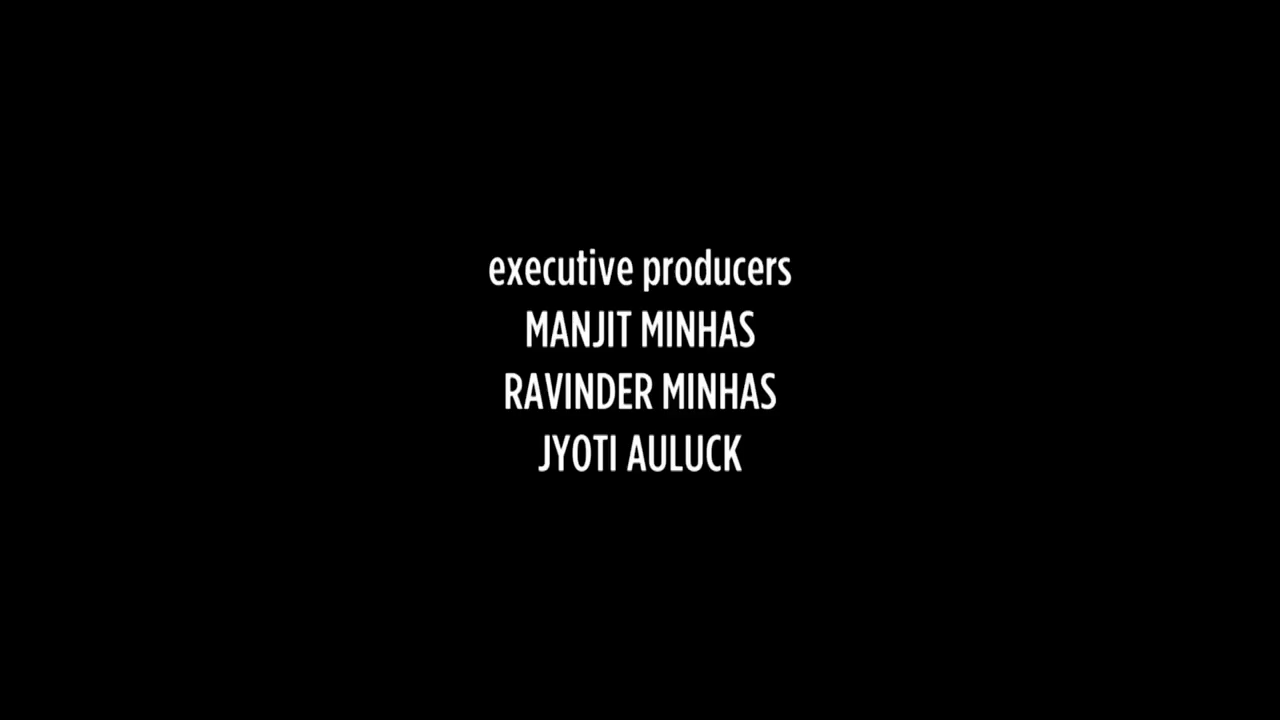 executive producers
MANJIT MINHAS
RAVINDER MINHAS
JYOTI AULUCK